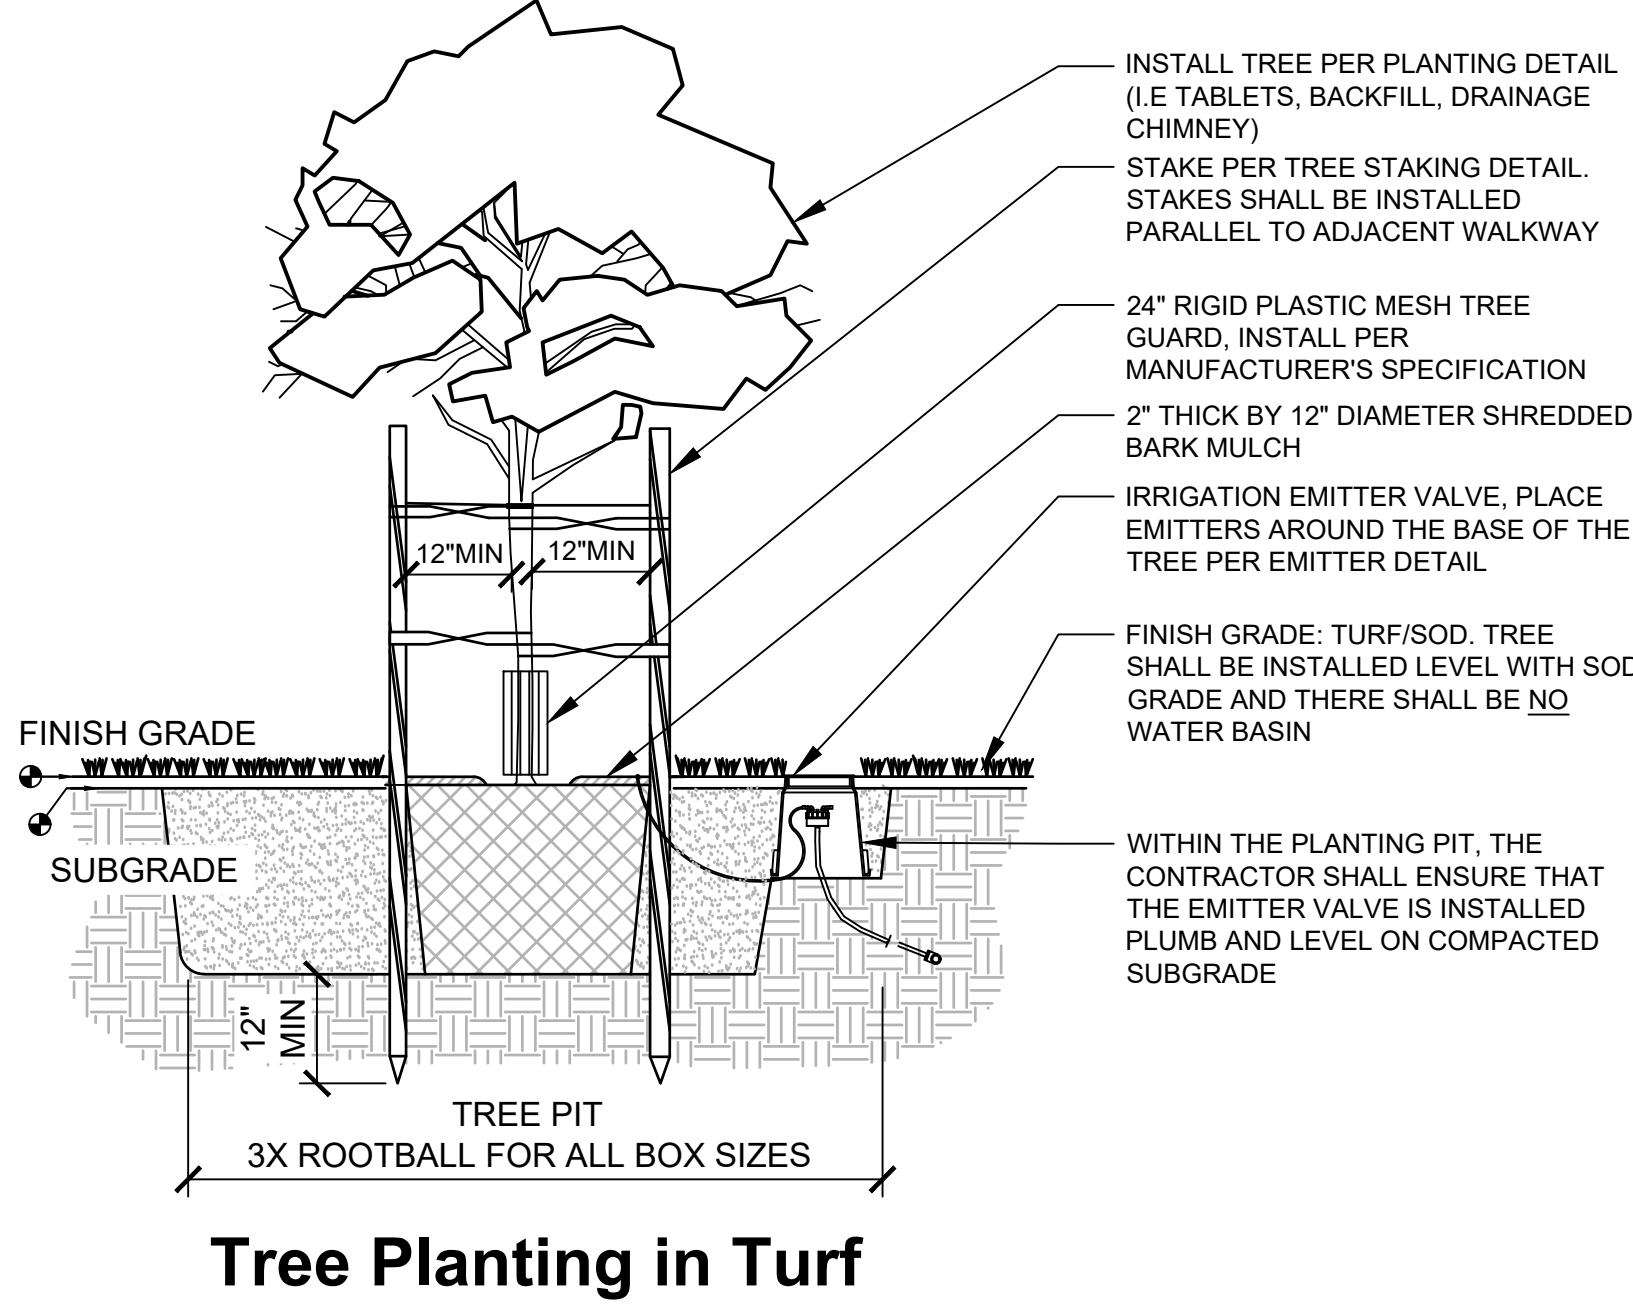 INSTALL TREE PER PLANTING DETAIL
(I.E TABLETS, BACKFILL, DRAINAGE
CHIMNEY)
STAKE PER TREE STAKING DETAIL.
STAKES SHALL BE INSTALLED
PARALLEL TO ADJACENT WALKWAY
24" RIGID PLASTIC MESH TREE
GUARD, INSTALL PER
MANUFACTURER'S SPECIFICATION
2" THICK BY 12" DIAMETER SHREDDED
BARK MULCH
IRRIGATION EMITTER VALVE, PLACE
EMITTERS AROUND THE BASE OF THE
TREE PER EMITTER DETAIL
FINISH GRADE: TURF/SOD. TREE
SHALL BE INSTALLED LEVEL WITH SOD
GRADE AND THERE SHALL BE NO
WATER BASIN
WITHIN THE PLANTING PIT, THE
CONTRACTOR SHALL ENSURE THAT
THE EMITTER VALVE IS INSTALLED
PLUMB AND LEVEL ON COMPACTED
SUBGRADE
12"MIN
12"MIN
FINISH GRADE
SUBGRADE
12"
MIN
TREE PIT
3X ROOTBALL FOR ALL BOX SIZES
Tree Planting in Turf